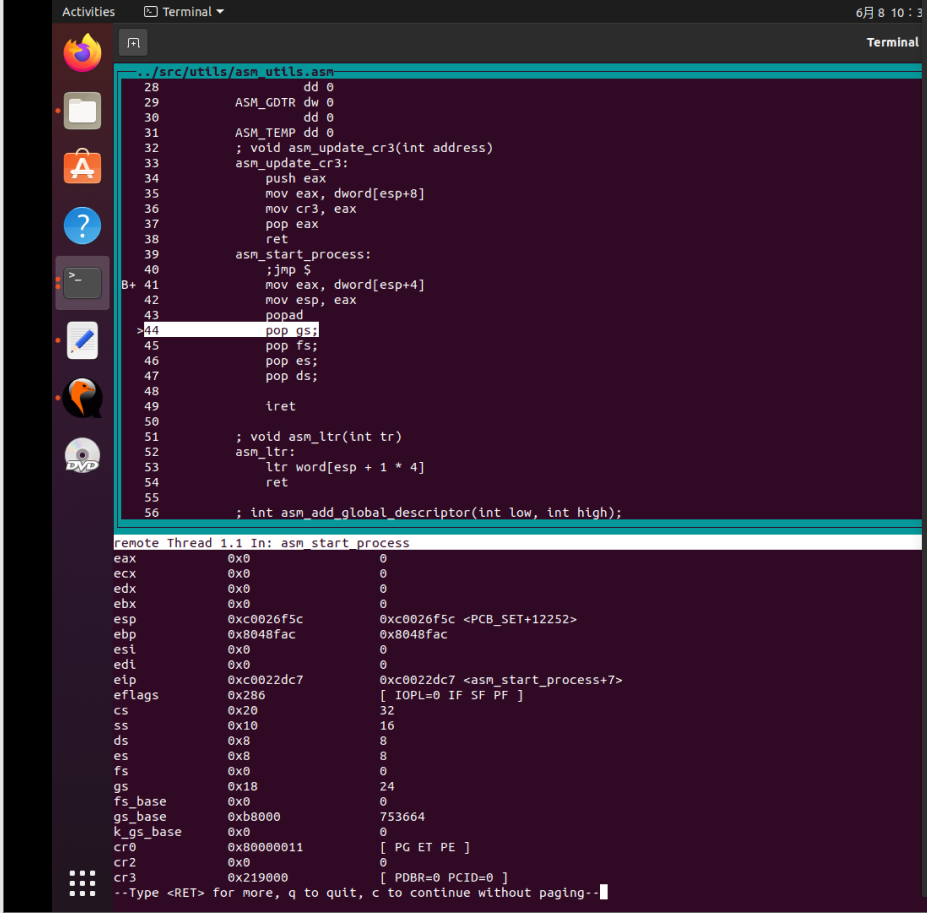 Activities Terminal
6月 8 10：3
Terminal
../src/utils/asm_utils.asm
28 dd 0
29 ASM_GDTR dw 0
30 dd 0
31 ASM_TEMP dd 0
32 ; void asm_update_cr3(int address)
33 asm_update_cr3:
34 push eax
35 mov eax, dword[esp+8]
36 mov cr3, eax
37 pop eax
38 ret
39 asm_start_process:
40 ;jmp $
B+ 41 mov eax, dword[esp+4]
42 mov esp, eax
43 popad
>44 pop gs;
45 pop fs;
46 pop es;
47 pop ds;
48
49 iret
50
51 ; void asm_ltr(int tr)
52 asm_ltr:
53 ltr word[esp + 1 * 4]
54 ret
55
56 ; int asm_add_global_descriptor(int low, int high);
remote Thread 1.1 In: asm_start_process
eax 0x0 0
ecx 0x0 0
edx 0x0 0
ebx 0x0 0
esp 0xc0026f5c 0xc0026f5c <PCB_SET+12252>
ebp 0x8048fac 0x8048fac
esi 0x0 0
edi 0x0 0
eip 0xc0022dc7 0xc0022dc7 <asm_start_process+7>
eflags 0x286 [ IOPL=0 IF SF PF ]
cs 0x20 32
ss 0x10 16
ds 0x8 8
es 0x8 8
fs 0x0 0
gs 0x18 24
fs_base 0x0 0
gs_base 0xb8000 753664
k_gs_base 0x0 0
cr0 0x80000011 [ PG ET PE ]
cr2 0x0 0
cr3 0x219000 [ PDBR=0 PCID=0 ]
--Type <RET> for more, q to quit, c to continue without paging--
DVD